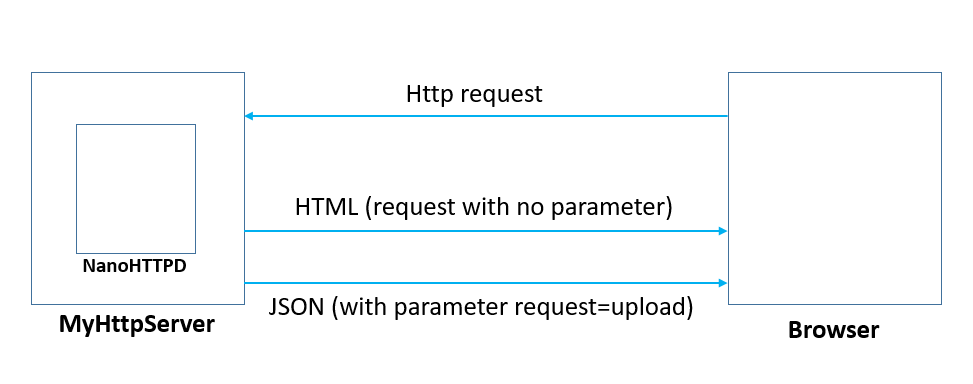 Http request
HTML (request with no parameter)
NanoHTTPD
JSON (with parameter request=upload)
MyHttpServer
Browser